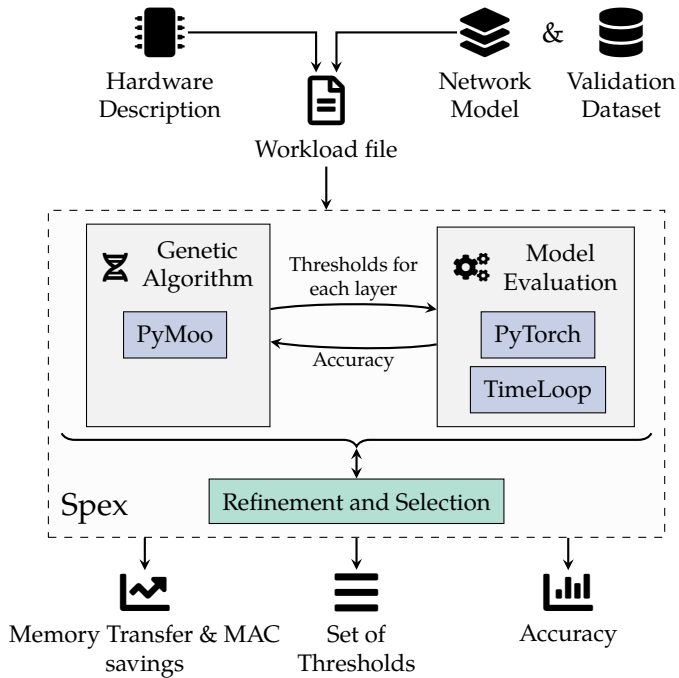 &
Hardware
Description
Network
Model
Validation
Dataset
Workload file
Genetic
Algorithm
PyMoo
Thresholds for
each layer
Accuracy
Model
Evaluation
PyTorch
TimeLoop
Refinement and Selection
Spex
Memory Transfer & MAC
savings
Set of
Thresholds
Accuracy